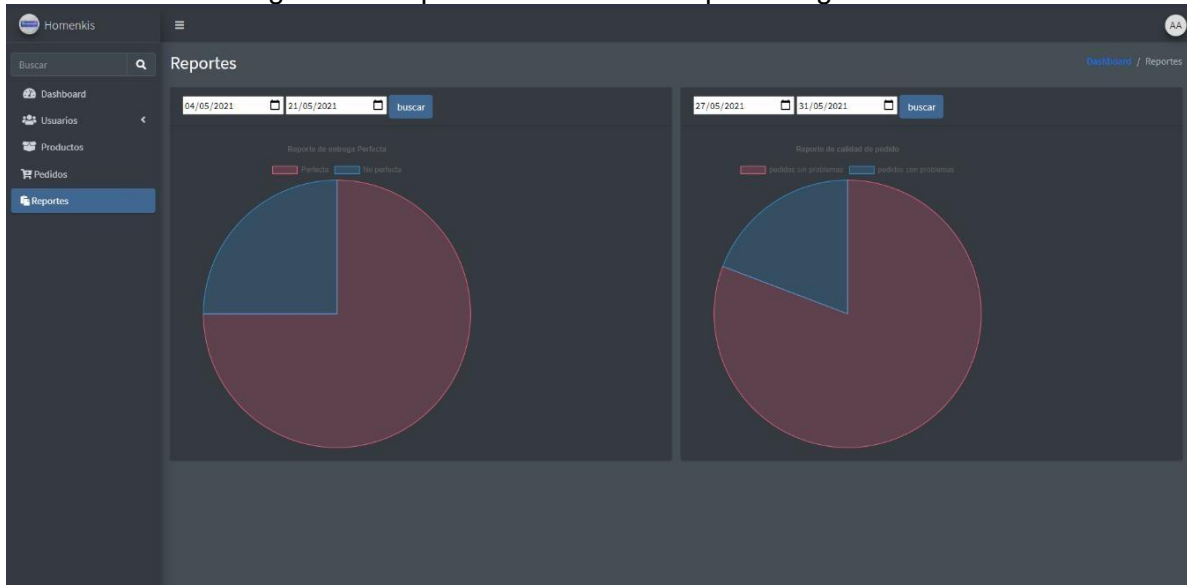 Homenkis
AA
Buscar
Reportes
Dashboard / Reportes
Dashboard
Usuarios
Productos
Pedidos
Reportes
04/05/2021 21/05/2021 buscar
Reporte de entrega Perfecta
Perfecta No perfecta
27/05/2021 31/05/2021 buscar
Reporte de calidad de pedido
pedidos sin problemas pedidos con problemas